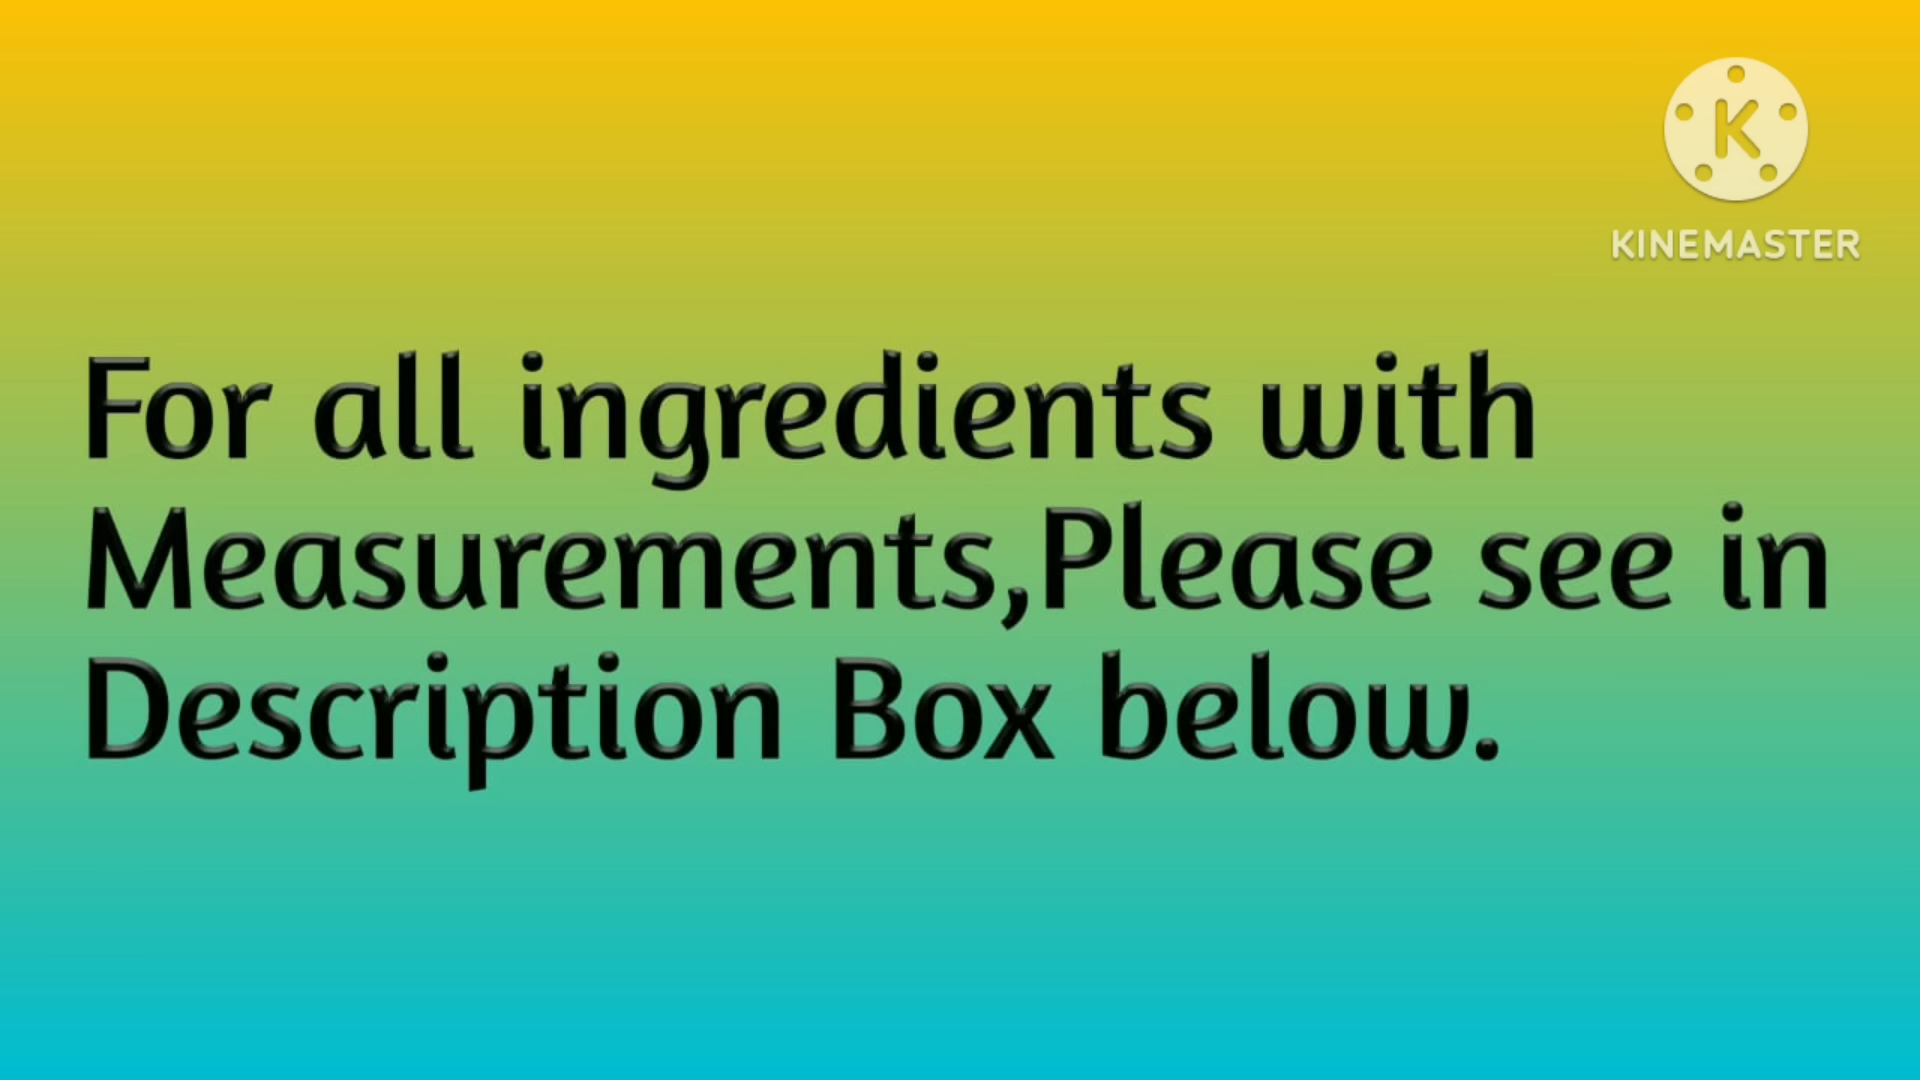 K
KINEMASTER
For all ingredients with
Measurements,Please see in
Description Box below.